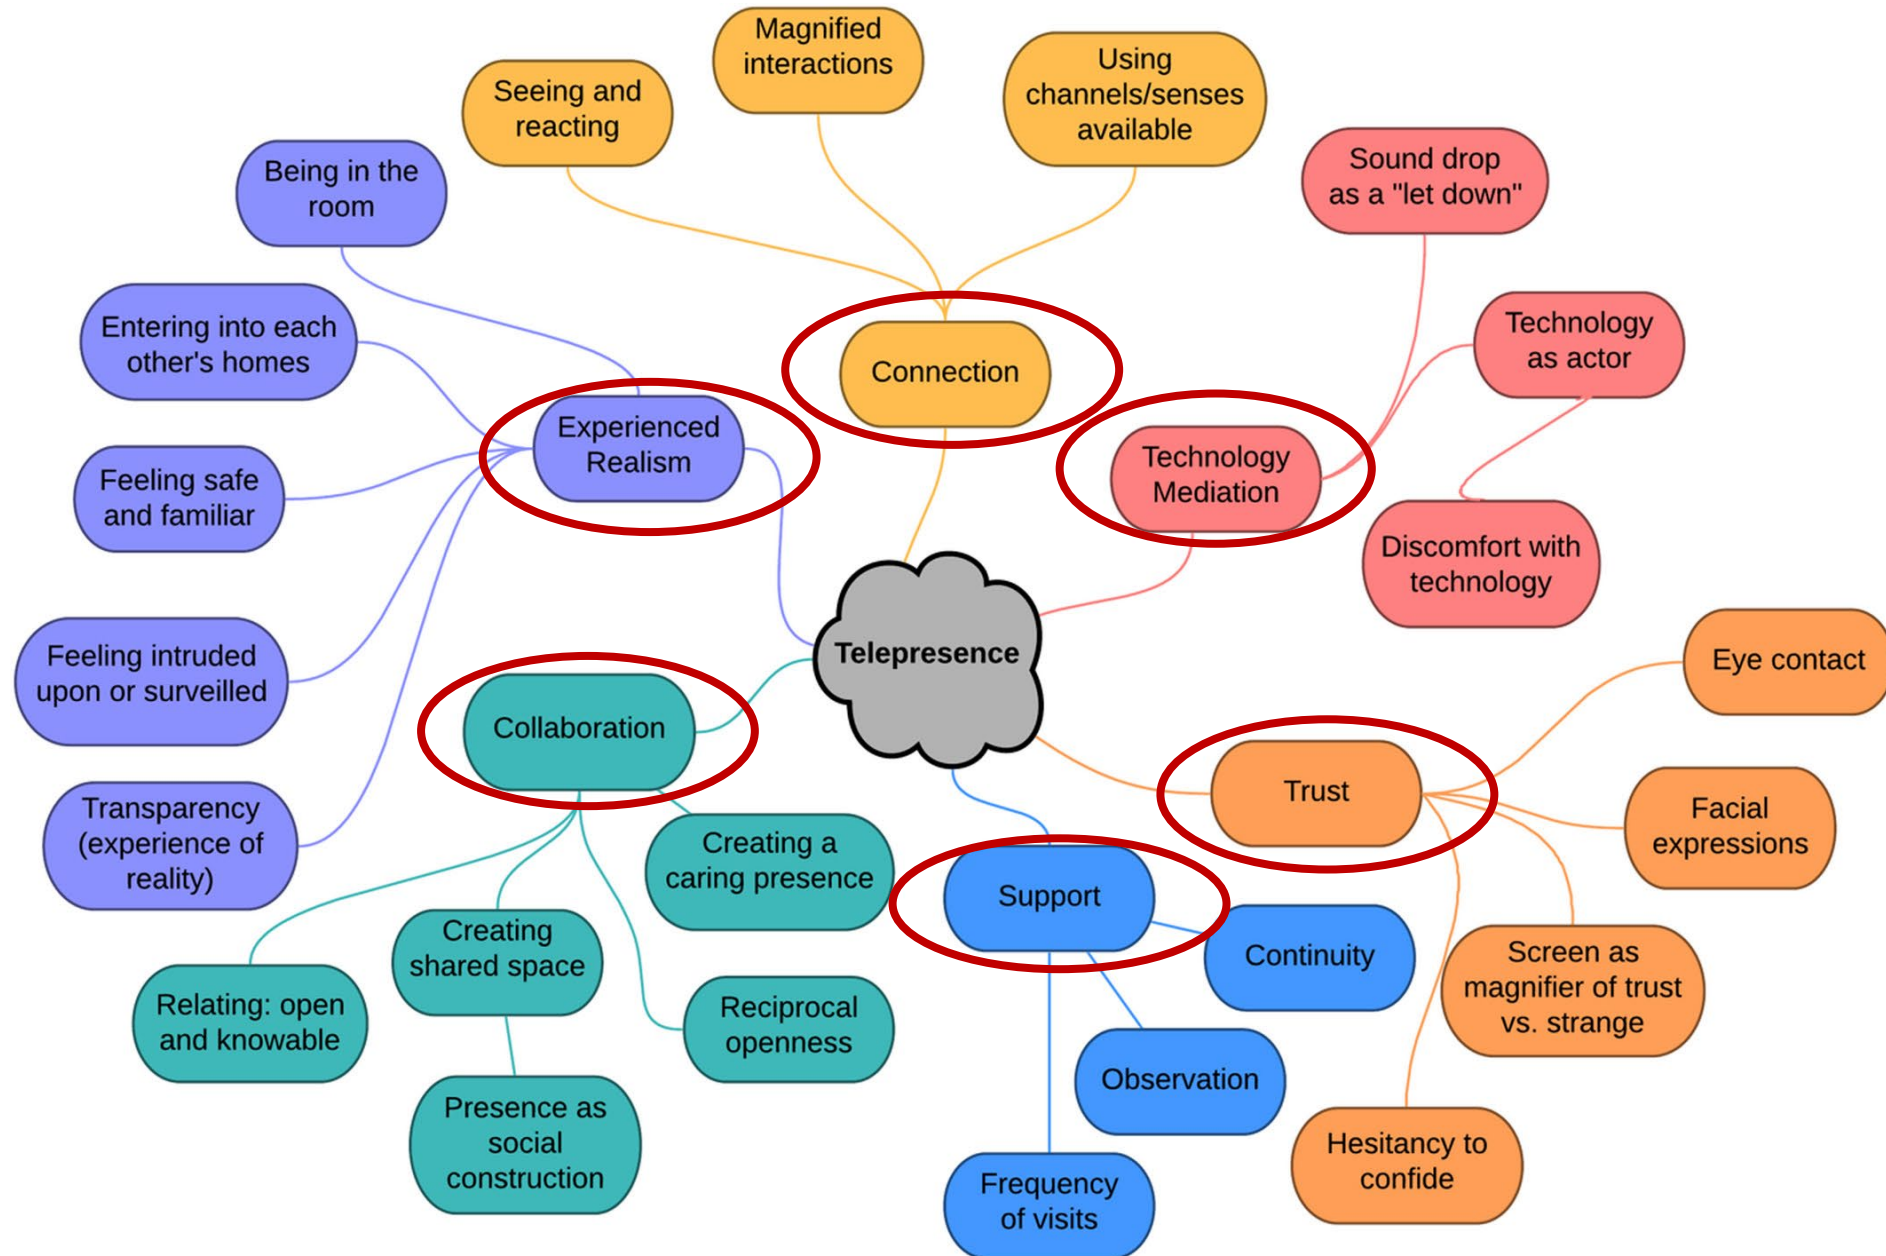 Magnified
interactions
Using
channels/senses
available
Seeing and
reacting
Being in the
room
Sound drop
as a "let down"
Entering into each
other's homes
Technology
as actor
Connection
Experienced
Realism
Technology
Mediation
Feeling safe
and familiar
Discomfort with
technology
Telepresence
Feeling intruded
upon or surveilled
Eye contact
Collaboration
Trust
Transparency
(experience of
reality)
Facial
expressions
Creating a
caring presence
Support
Creating
shared space
Continuity
Screen as
magnifier of trust
vs. strange
Relating: open
and knowable
Reciprocal
openness
Observation
Presence as
social
construction
Hesitancy to
confide
Frequency
of visits